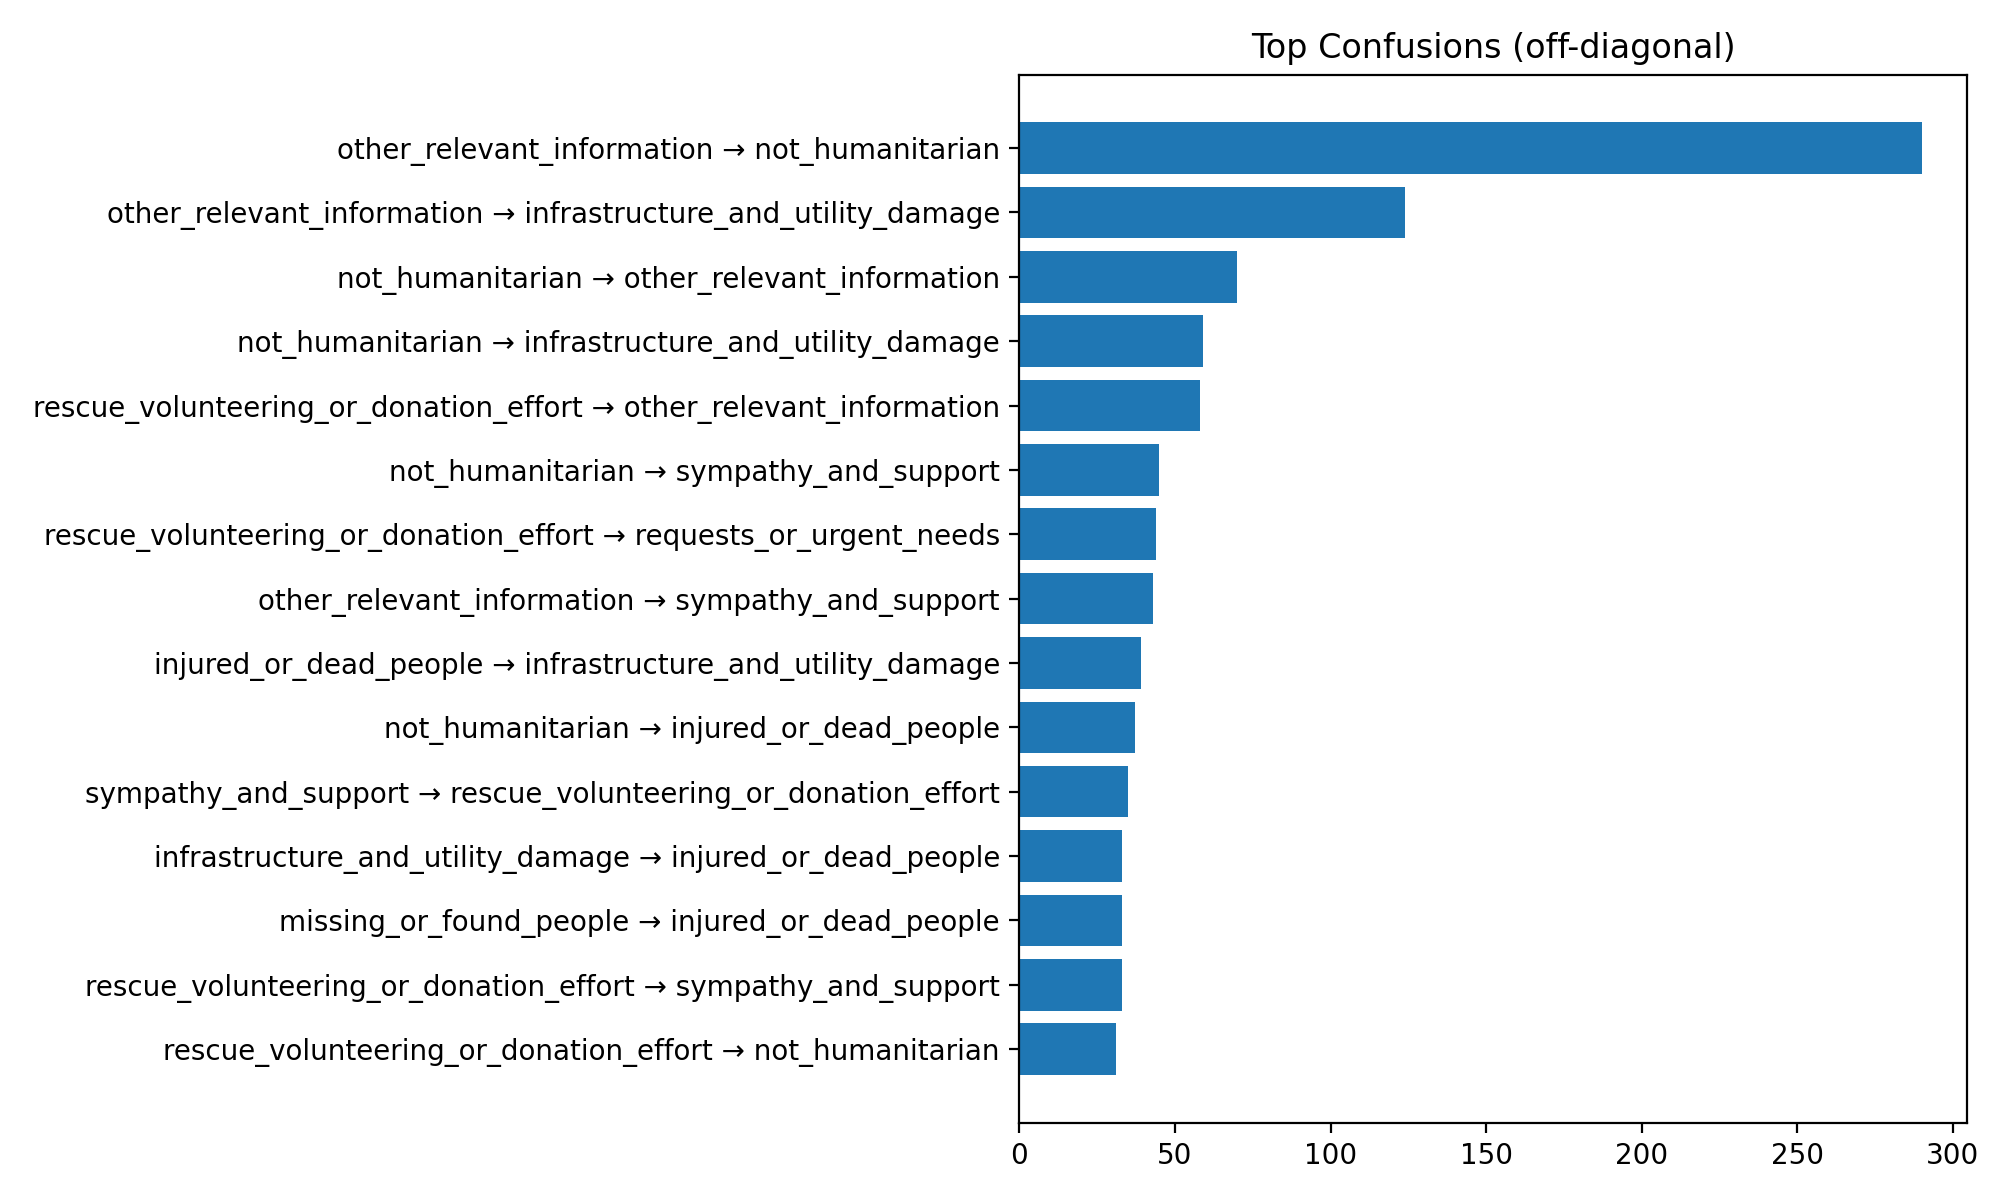 Top Confusions (off-diagonal)
other_relevant_information → not_humanitarian
other_relevant_information → infrastructure_and_utility_damage
not_humanitarian → other_relevant_information
not_humanitarian → infrastructure_and_utility_damage
rescue_volunteering_or_donation_effort → other_relevant_information
not_humanitarian → sympathy_and_support
rescue_volunteering_or_donation_effort → requests_or_urgent_needs
other_relevant_information → sympathy_and_support
injured_or_dead_people → infrastructure_and_utility_damage
not_humanitarian → injured_or_dead_people
sympathy_and_support → rescue_volunteering_or_donation_effort
infrastructure_and_utility_damage → injured_or_dead_people
missing_or_found_people → injured_or_dead_people
rescue_volunteering_or_donation_effort → sympathy_and_support
rescue_volunteering_or_donation_effort → not_humanitarian
0 50 100 150 200 250 300